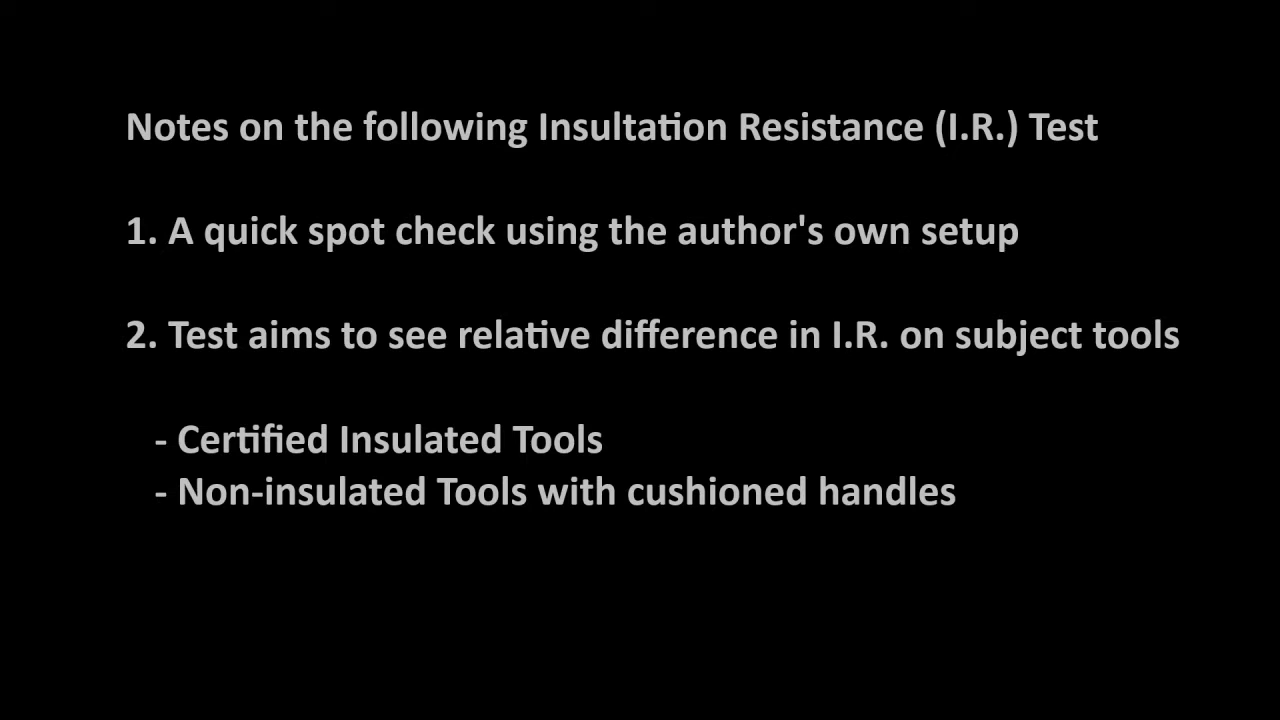 Notes on the following Insultation Resistance (I.R.) Test
1. A quick spot check using the author's own setup
2. Test aims to see relative difference in I.R. on subject tools
- Certified Insulated Tools
- Non-insulated Tools with cushioned handles